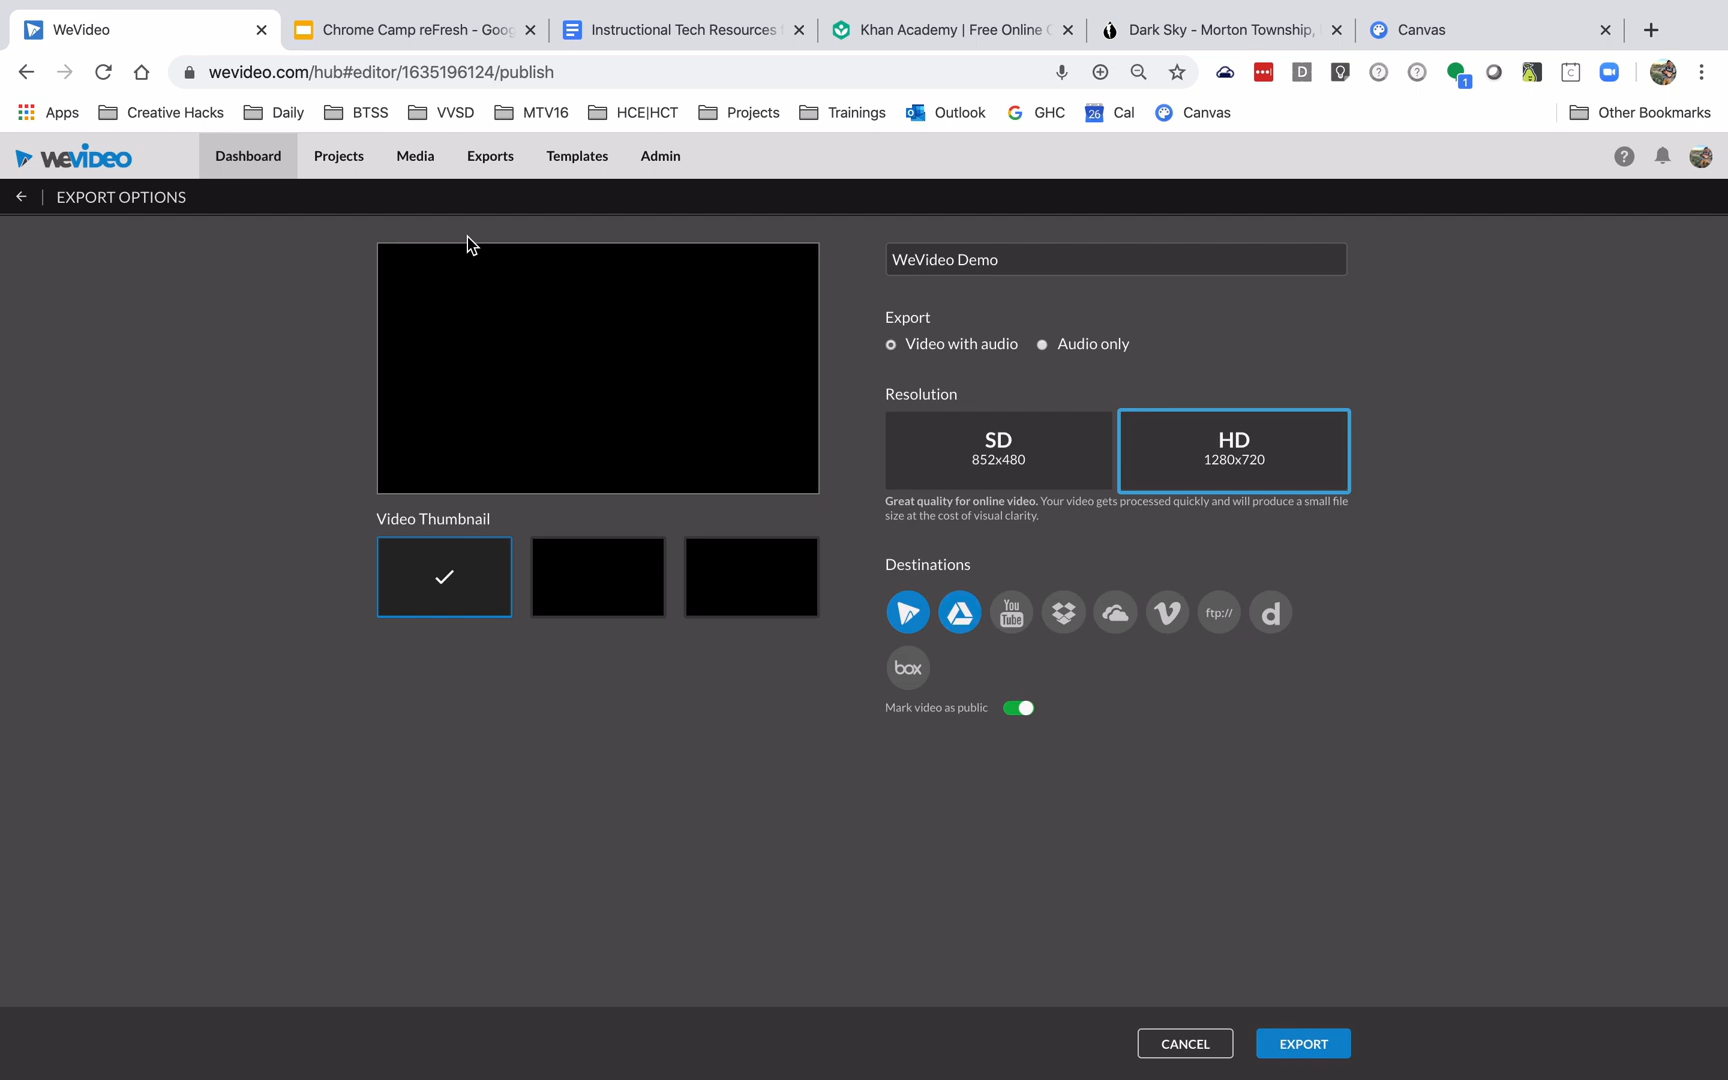 WeVideo
Chrome Camp reFresh - Goog
Instructional Tech Resources
Khan Academy | Free Online C
Dark Sky - Morton Township,
Canvas
wevideo.com/hub#editor/1635196124/publish
D
C
1
Apps
Creative Hacks
Daily
BTSS
VVSD
MTV16
HCE|HCT
Projects
Trainings
Outlook
GHC
26
Cal
Canvas
Other Bookmarks
WEVIDEO
Dashboard
Projects
Media
Exports
Templates
Admin
EXPORT OPTIONS
WeVideo Demo
Export
Video with audio
Audio only
Resolution
SD
852x480
HD
1280x720
Great quality for online video. Your video gets processed quickly and will produce a small file
size at the cost of visual clarity.
Video Thumbnail
Destinations
You
Tube
ftp://
d
box
Mark video as public
CANCEL
EXPORT